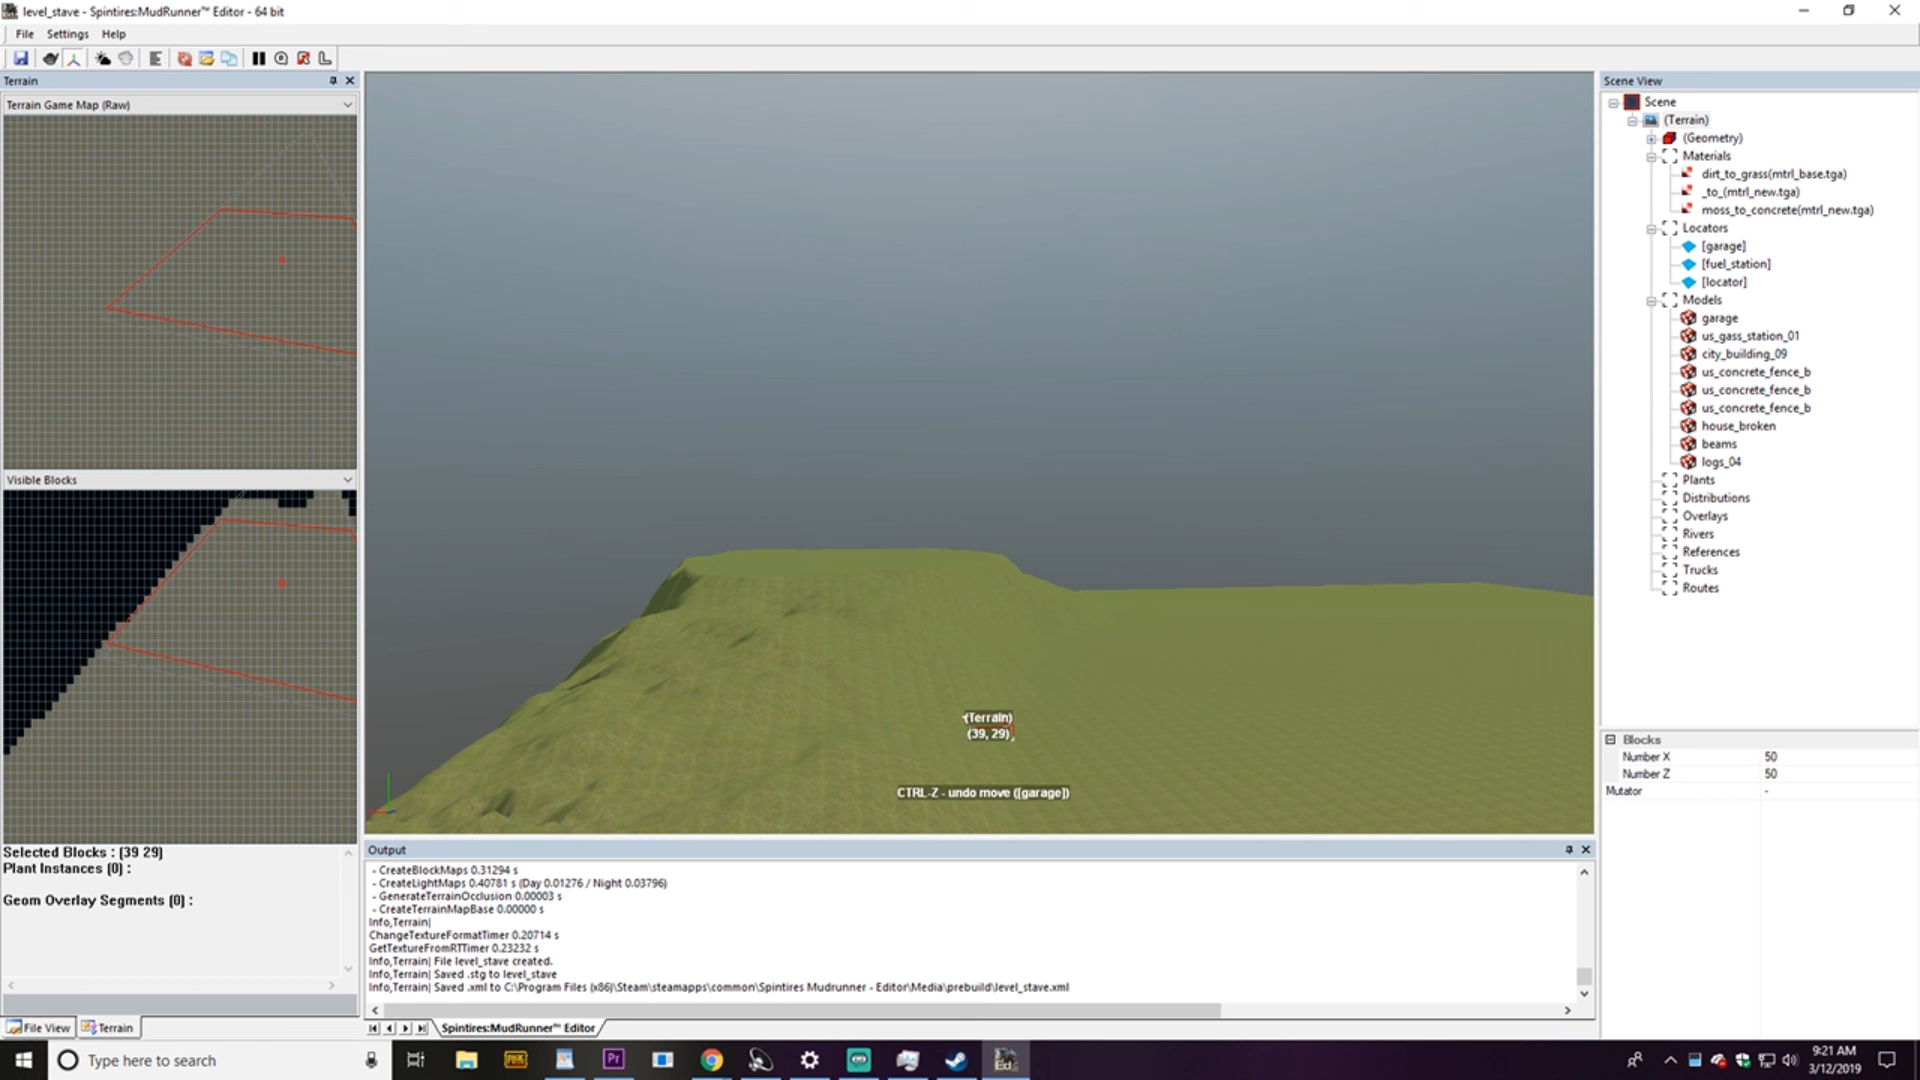 level_stave - Spintires:MudRunner™ Editor - 64 bit
File Settings Help
Terrain
Terrain Game Map (Raw)
Visible Blocks
Selected Blocks : (39 29)
Plant Instances (0) :
Geom Overlay Segments (0) :
File View Terrain
(Terrain)
(39, 29)
CTRL-Z - undo move ([garage])
Output
- CreateBlockMaps 0.31294 s
- CreateLightMaps 0.40781 s (Day 0.01276 / Night 0.03796)
- GenerateTerrainOcclusion 0.00003 s
- CreateTerrainMapBase 0.00000 s
Info,Terrain|
ChangeTextureFormatTimer 0.20714 s
GetTextureFromRTTimer 0.23232 s
Info,Terrain| File level_stave created.
Info,Terrain| Saved .stg to level_stave
Info,Terrain| Saved .xml to C:\Program Files (x86)\Steam\steamapps\common\Spintires Mudrunner - Editor\Media\prebuild\level_stave.xml
Spintires:MudRunner™ Editor
Scene View
Scene
(Terrain)
(Geometry)
Materials
dirt_to_grass(mtrl_base.tga)
_to_(mtrl_new.tga)
moss_to_concrete(mtrl_new.tga)
Locators
[garage]
[fuel_station]
[locator]
Models
garage
us_gass_station_01
city_building_09
us_concrete_fence_b
us_concrete_fence_b
us_concrete_fence_b
house_broken
beams
logs_04
Plants
Distributions
Overlays
Rivers
References
Trucks
Routes
Blocks
Number X 50
Number Z 50
Mutator -
Type here to search
Pr
Ed
9:21 AM
3/12/2019